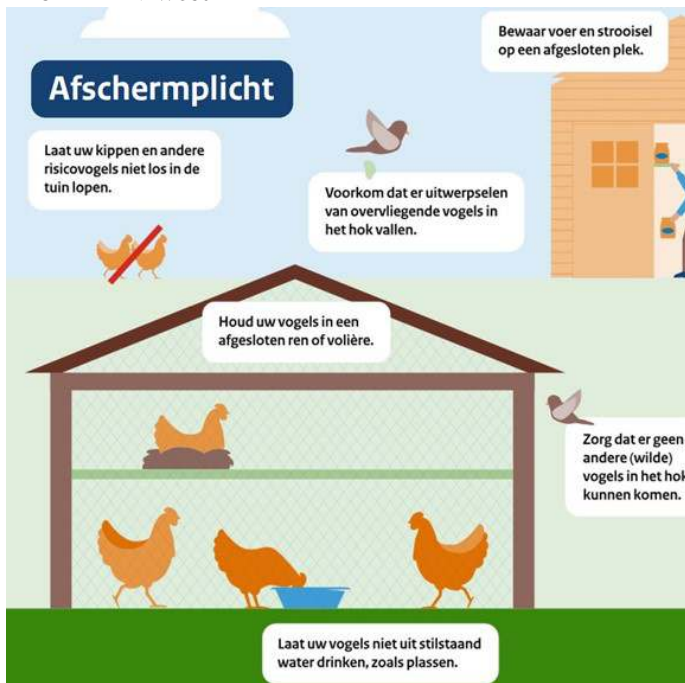 Afschermplicht
Bewaar voer en strooisel
op een afgesloten plek.
Laat uw kippen en andere
risicovogels niet los in de
tuin lopen.
Voorkom dat er uitwerpselen
van overvliegende vogels in
het hok vallen.
Houd uw vogels in een
afgesloten ren of volière.
Zorg dat er geen
andere (wilde)
vogels in het hok
kunnen komen.
Laat uw vogels niet uit stilstaand
water drinken, zoals plassen.